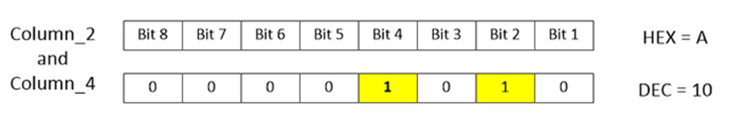 Column_2
and
Column_4
Bit 8 Bit 7 Bit 6 Bit 5 Bit 4 Bit 3 Bit 2 Bit 1
0 0 0 0 1 0 1 0
HEX = A
DEC = 10